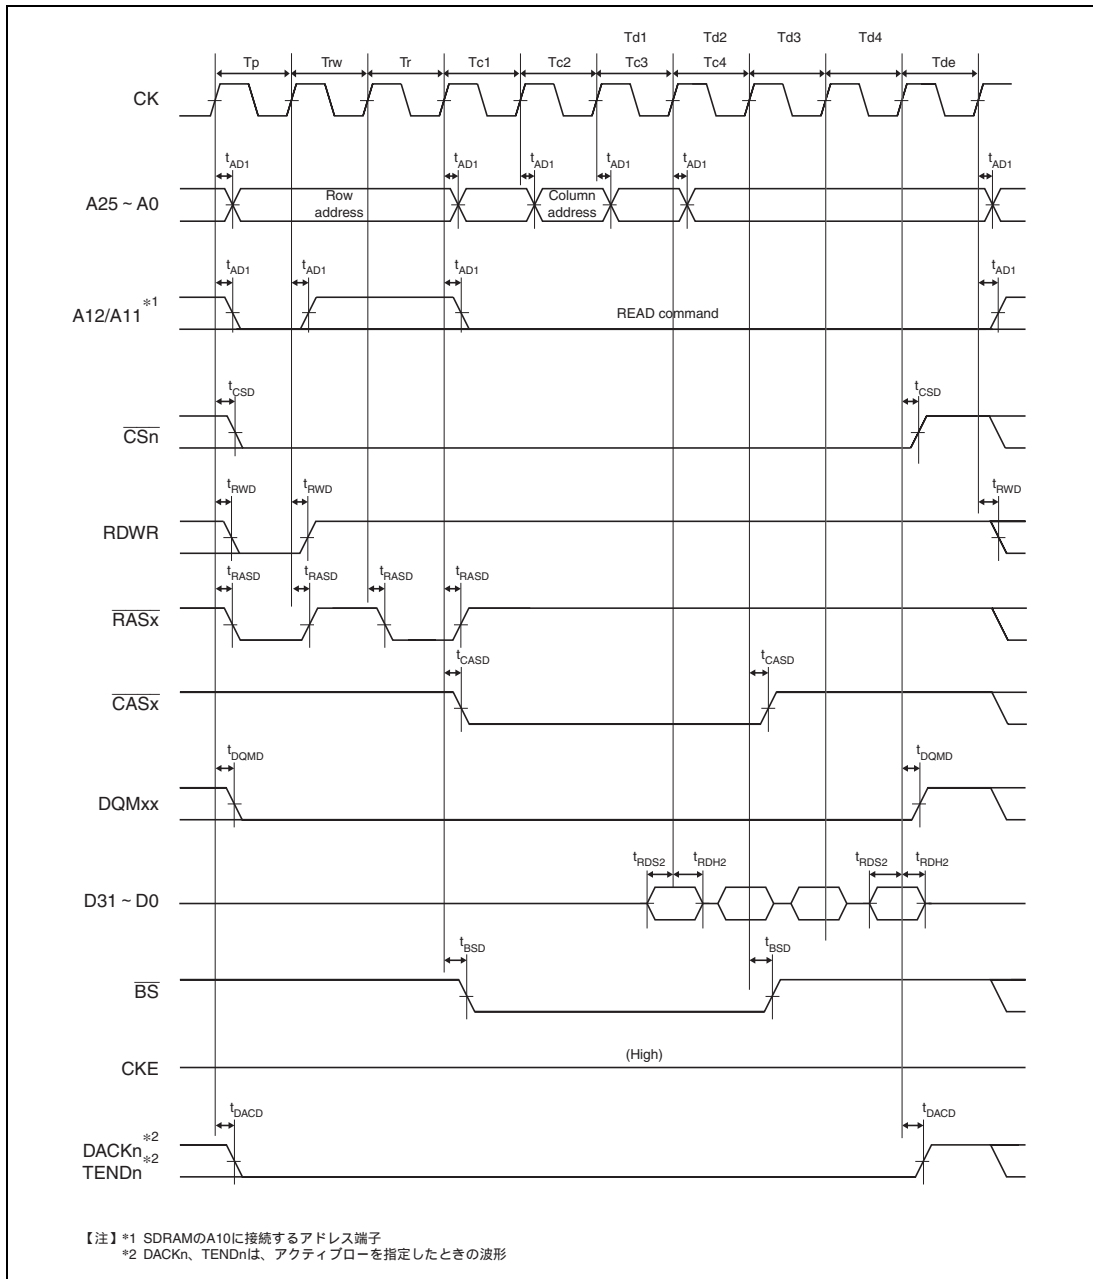 Td1 Td2 Td3 Td4
Tp Trw Tr Tc1 Tc2 Tc3 Tc4 Tde
CK
tAD1 tAD1 tAD1 tAD1 tAD1 tAD1
A25 ~ A0
Row address
Column address
tAD1 tAD1 tAD1 tAD1
A12/A11 *1
READ command
tCSD tCSD
CSn
tRWD tRWD tRWD
RDWR
tRASD tRASD tRASD tRASD
RASx
tCASD tCASD
CASx
tDQMD tDQMD
DQMxx
tRDS2 tRDH2 tRDS2 tRDH2
D31 ~ D0
tBSD tBSD
BS
(High)
CKE
tDACD tDACD
DACKn *2
TENDn *2
【注】*1 SDRAMのA10に接続するアドレス端子
*2 DACKn、TENDnは、アクティブローを指定したときの波形